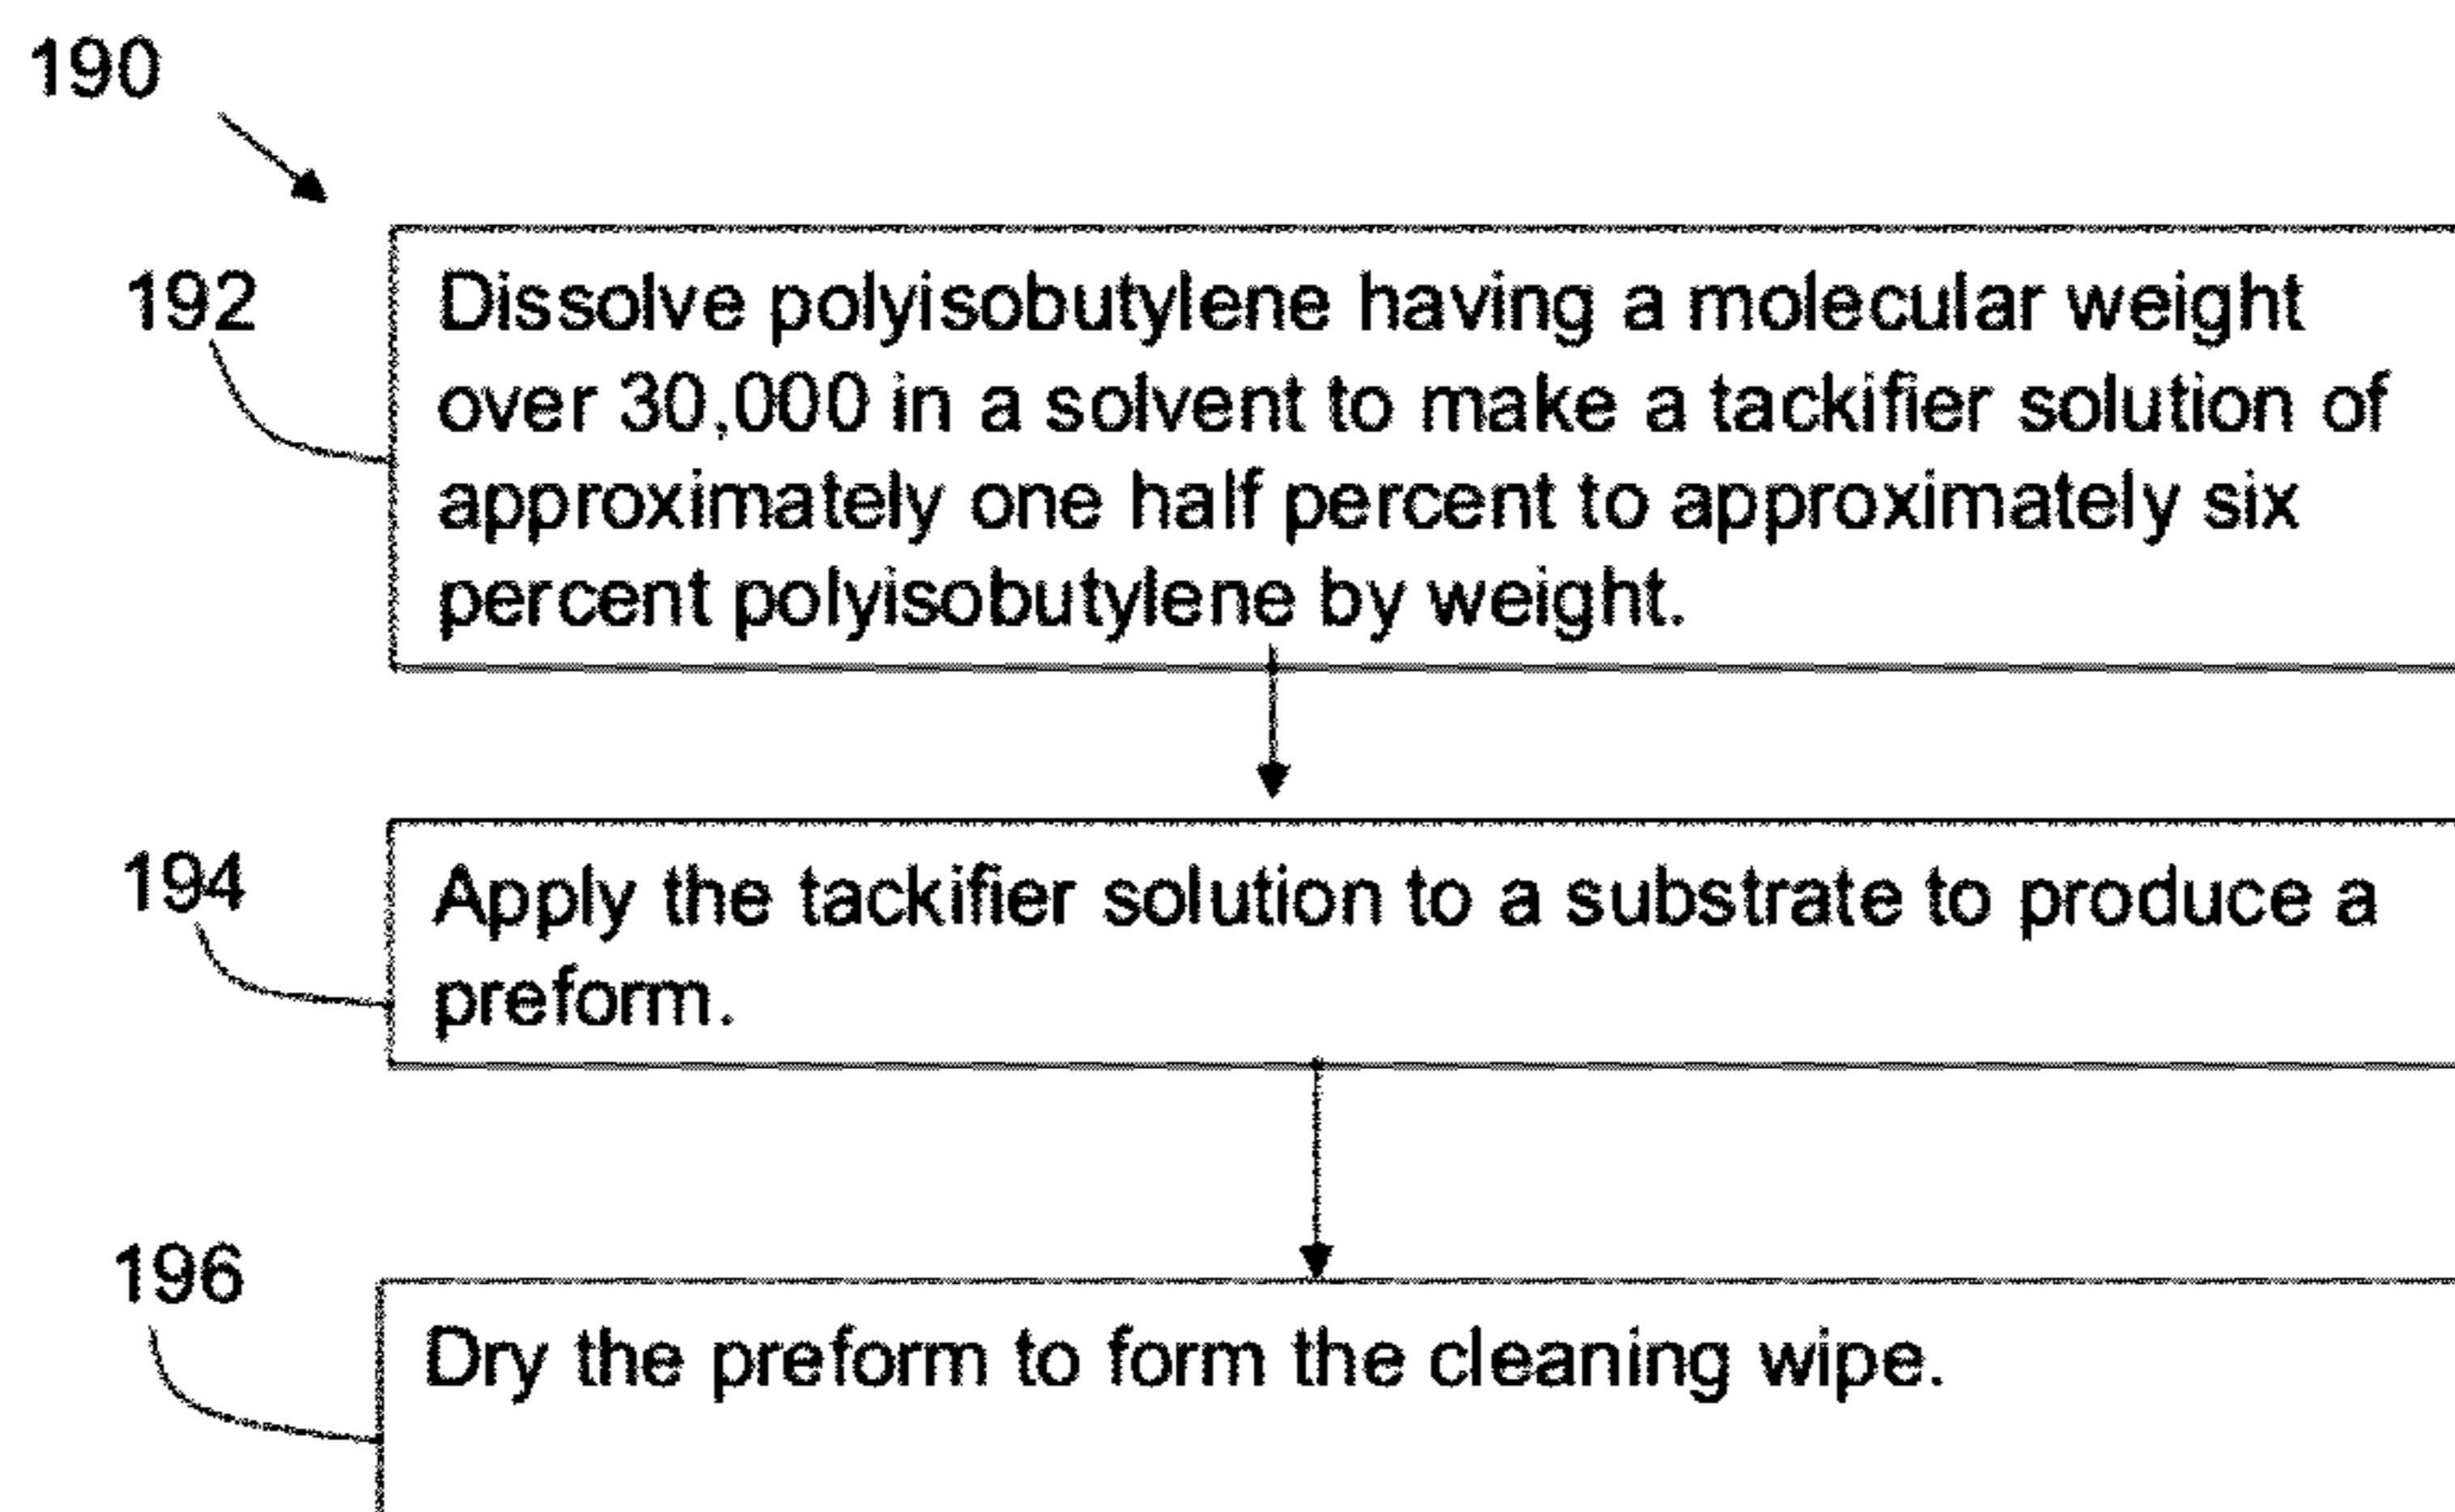 190
192
Dissolve polyisobutylene having a molecular weight
over 30,000 in a solvent to make a tackifier solution of
approximately one half percent to approximately six
percent polyisobutylene by weight.
194
Apply the tackifier solution to a substrate to produce a
preform.
196
Dry the preform to form the cleaning wipe.